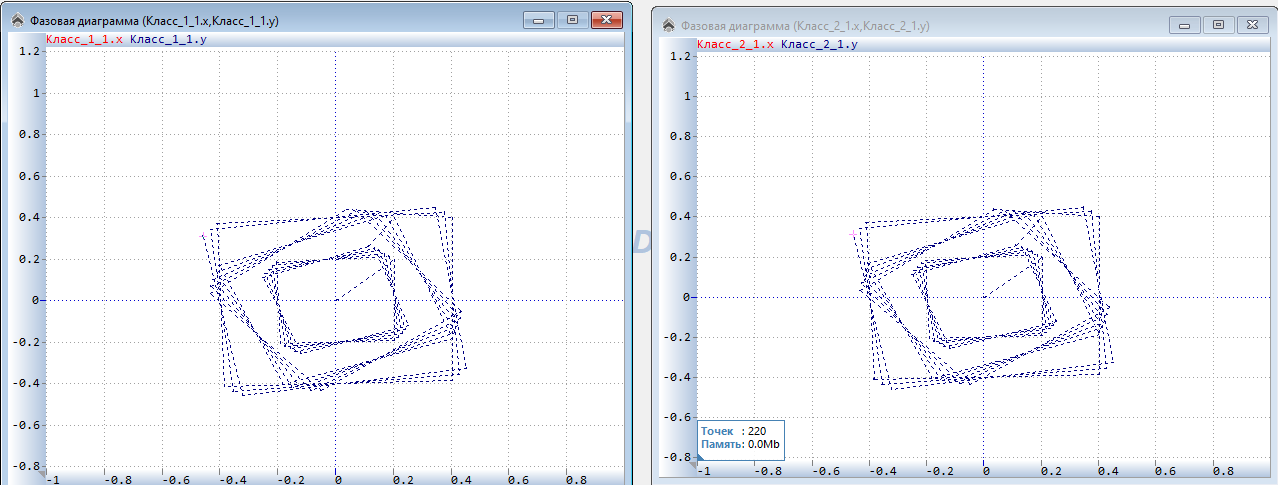 Фазовая диаграмма (Класс_1_1.x,Класс_1_1.y)
Класс_1_1.x Класс_1_1.y
1.2
1
0.8
0.6
0.4
0.2
0
-0.2
-0.4
-0.6
-0.8
-1 -0.8 -0.6 -0.4 -0.2 0 0.2 0.4 0.6 0.8
D
Фазовая диаграмма (Класс_2_1.x,Класс_2_1.y)
Класс_2_1.x Класс_2_1.y
1.2
1
0.8
0.6
0.4
0.2
0
-0.2
-0.4
-0.6
-0.8
Точек : 220
Память: 0.0Mb
-1 -0.8 -0.6 -0.4 -0.2 0 0.2 0.4 0.6 0.8